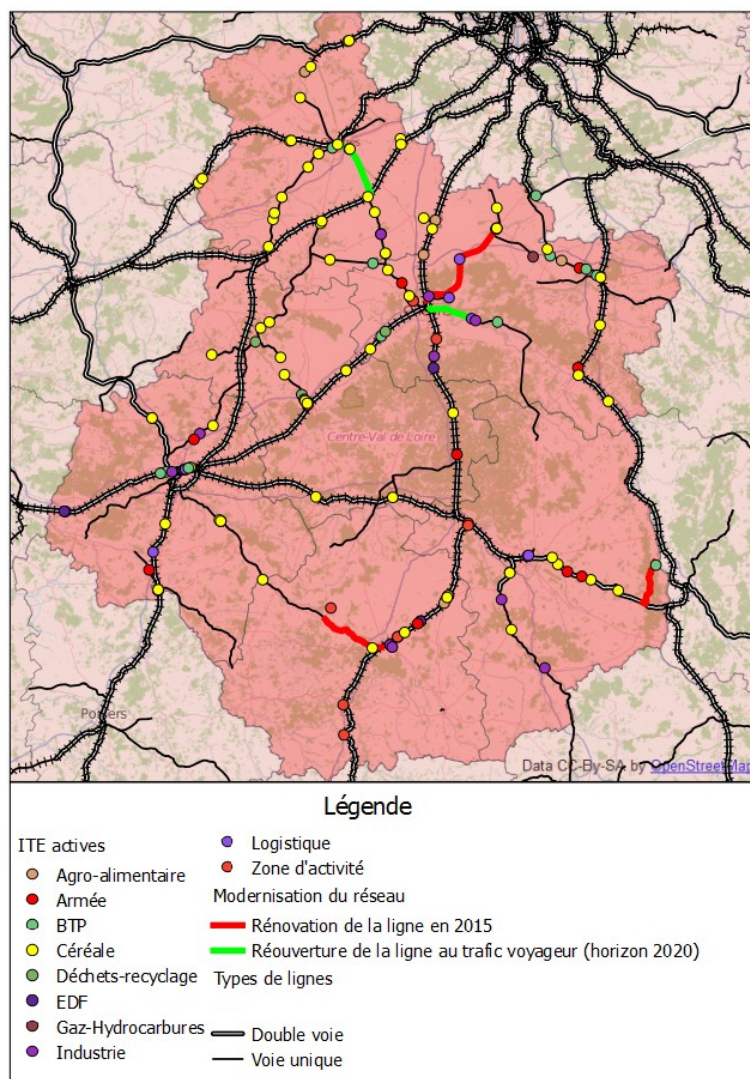 Centre-Val de Loire
Poitiers
Data CC-By-SA by OpenStreetMap
Légende
ITE actives
Agro-alimentaire
Armée
BTP
Céréale
Déchets-recyclage
EDF
Gaz-Hydrocarbures
Industrie
Logistique
Zone d'activité
Modernisation du réseau
Rénovation de la ligne en 2015
Réouverture de la ligne au trafic voyageur (horizon 2020)
Types de lignes
Double voie
Voie unique